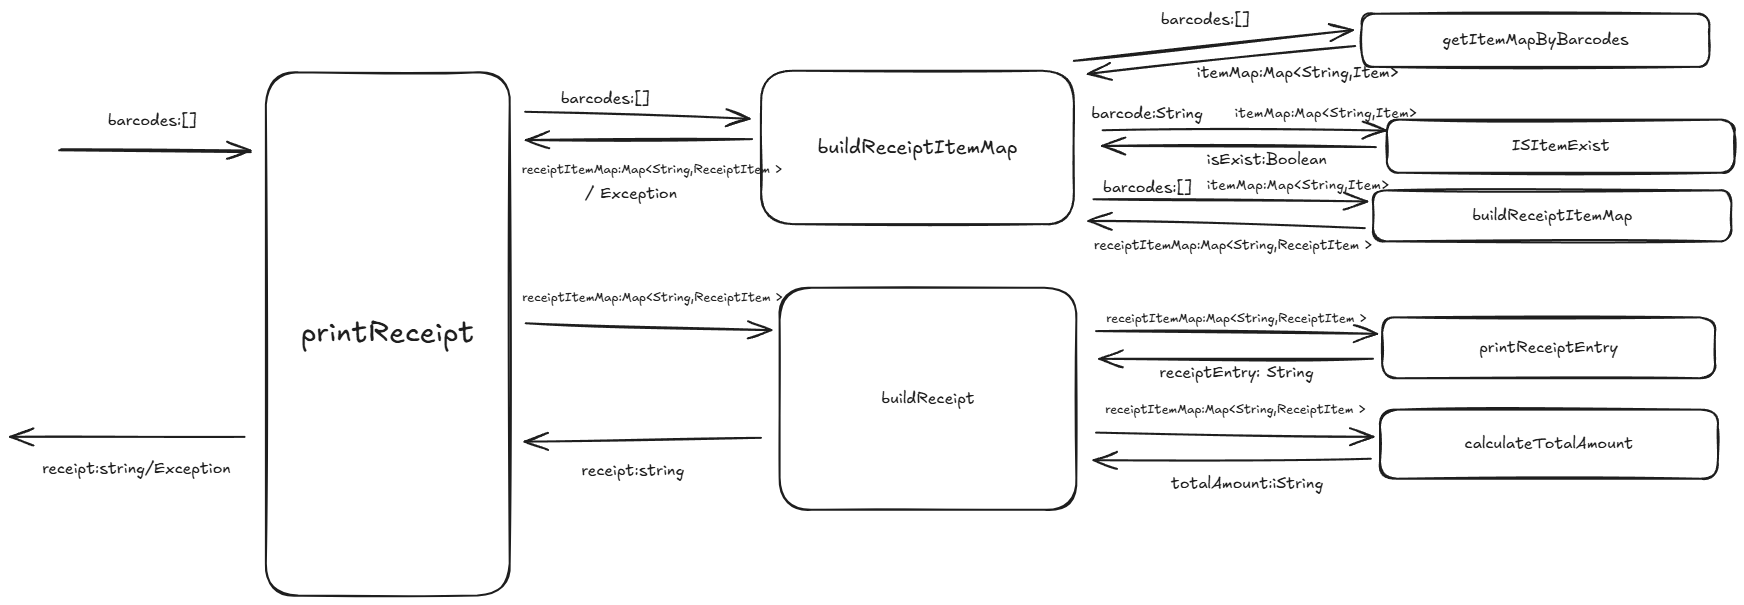 barcodes:[]
printReceipt
receipt:string/Exception
barcodes:[]
receiptItemMap:Map<String,ReceiptItem >
/ Exception
buildReceiptItemMap
barcodes:[]
itemMap:Map<String,Item>
getItemMapByBarcodes
barcode:String
itemMap:Map<String,Item>
isExist:Boolean
ISItemExist
barcodes:[]
itemMap:Map<String,Item>
receiptItemMap:Map<String,ReceiptItem >
buildReceiptItemMap
receiptItemMap:Map<String,ReceiptItem >
receipt:string
buildReceipt
receiptItemMap:Map<String,ReceiptItem >
receiptEntry: String
printReceiptEntry
receiptItemMap:Map<String,ReceiptItem >
totalAmount:iString
calculateTotalAmount